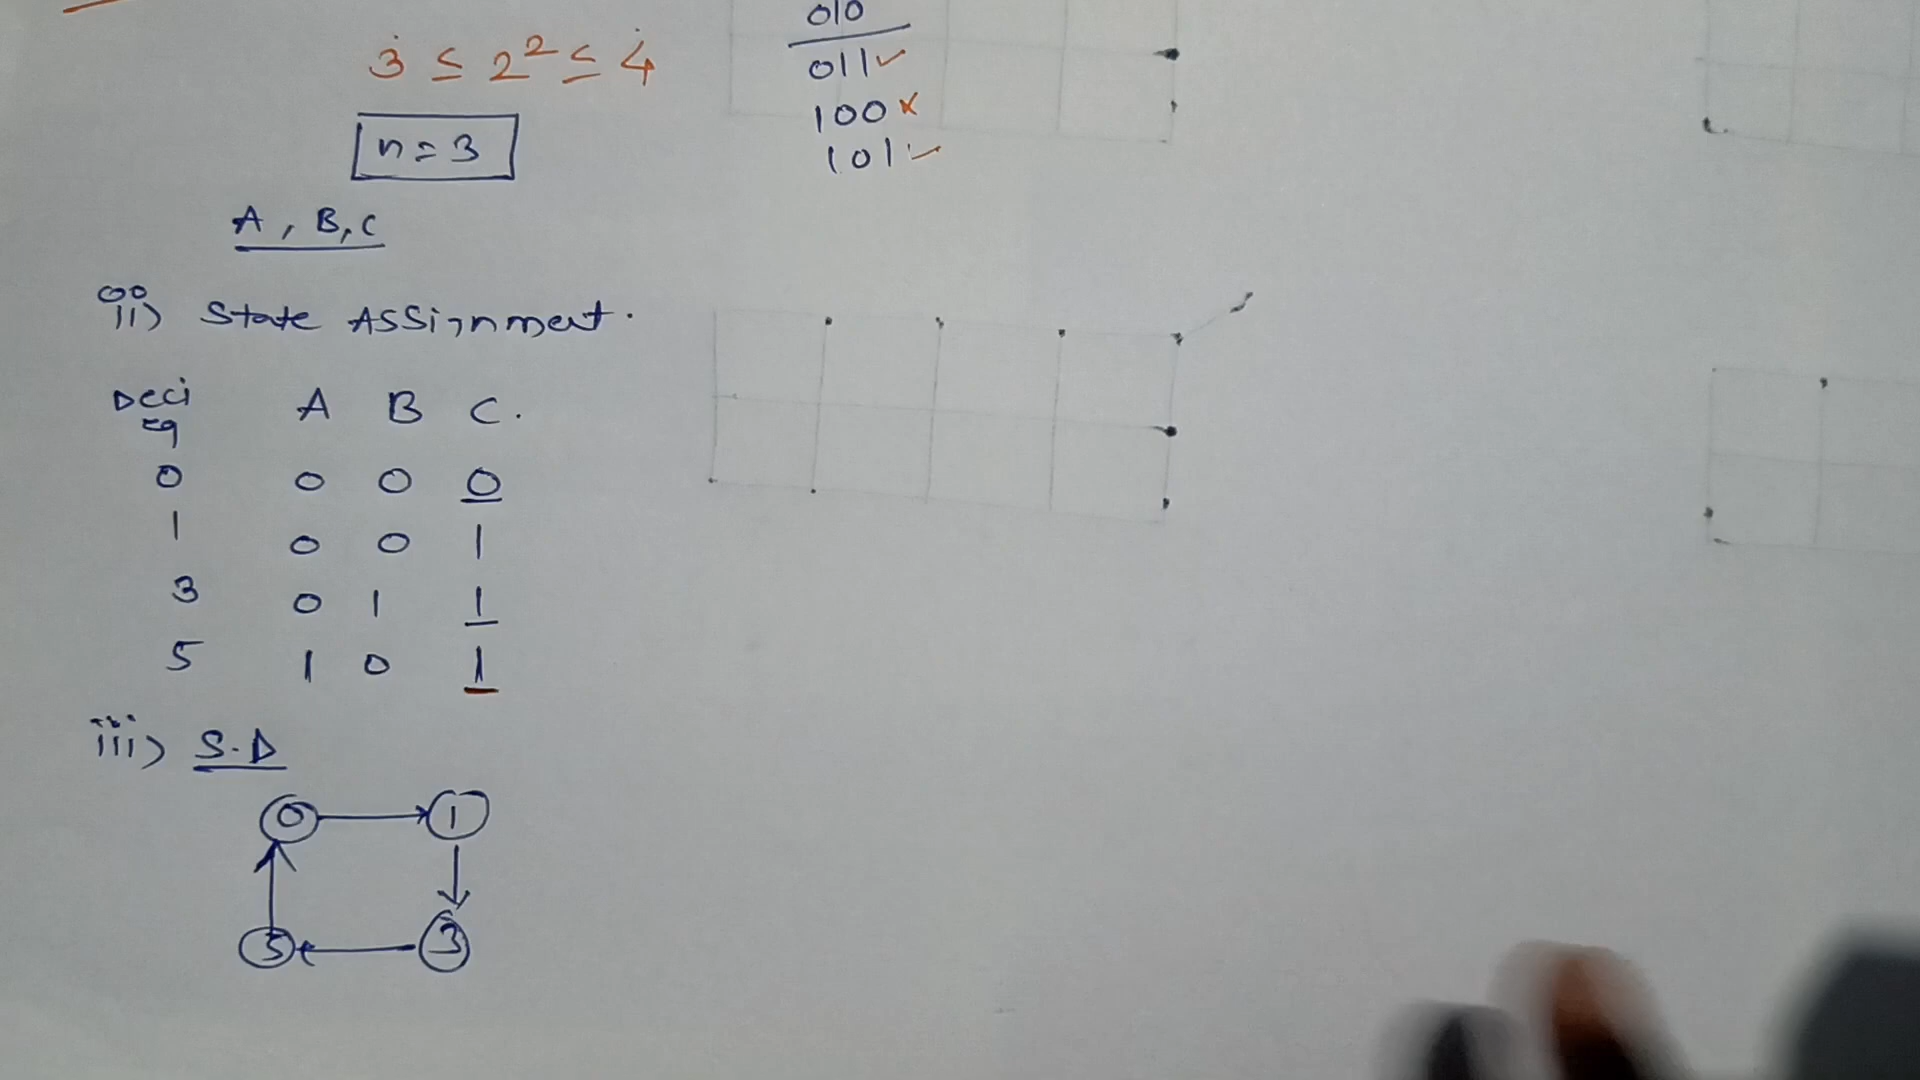 3 ≤ 2² ≤ 4
n = 3
A, B, C
010
011 ✓
100 ×
101 ✓
ii) State Assignment.
Deci Eq A B C.
0 0 0 0
1 0 0 1
3 0 1 1
5 1 0 1
iii) S.D
0 → 1
↑ ↓
5 ← 3